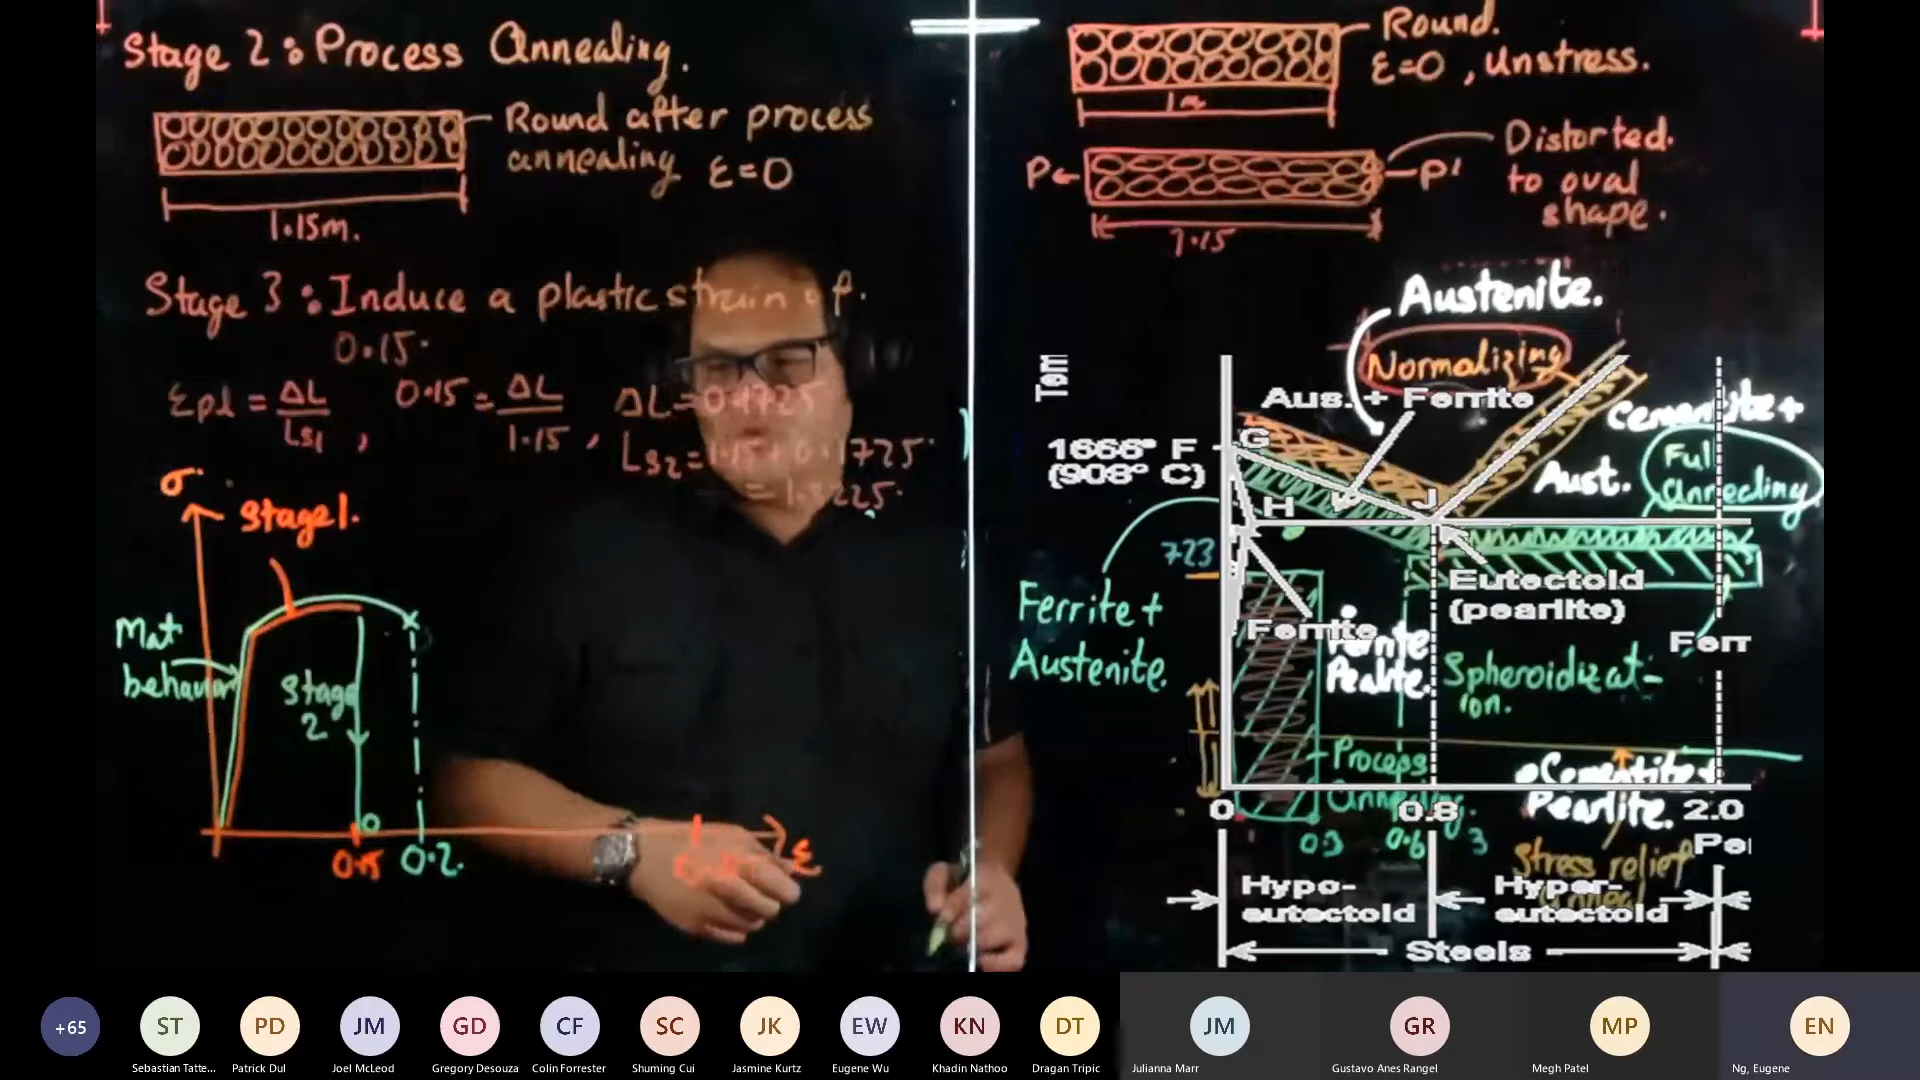 Stage 2: Process Annealing.
Round after process
annealing ε=0
1.15m.
Stage 3: Induce a plastic strain of
0.15.
Εpl = ΔL
Ls1 ,
0.15 = ΔL
1.15 ,
ΔL=0.1725
Ls2=1.15+0.1725.
σ
Stage 1.
Mat
behavior
Stage
2
0
0.15
0.2.
ε
Round.
ε=0, Unstress.
1m
Distorted.
to oval
shape.
P
P'
1.15
Austenite.
Normalizing
Aus. + Ferrite
Cementite+
Aust.
Full
annealing
1666° F
(908° C)
G
H
J
723
Ferrite +
Austenite.
Eutectoid
(pearlite)
Ferrite
Ferrite
Pearlite.
Ferr
Spheroidizat-
ion.
Process
Annealing.
Cementite+
Pearlite.
0
0.8
2.0
0.3
0.6
3
Stress relief
anneal
Hypo-
eutectoid
Hyper-
eutectoid
Steels
+65
ST
PD
JM
GD
CF
SC
JK
EW
KN
DT
JM
GR
MP
EN
Sebastian Tatte...
Patrick Dul
Joel McLeod
Gregory Desouza
Colin Forrester
Shuming Cui
Jasmine Kurtz
Eugene Wu
Khadin Nathoo
Dragan Tripic
Julianna Marr
Gustavo Anes Rangel
Megh Patel
Ng, Eugene